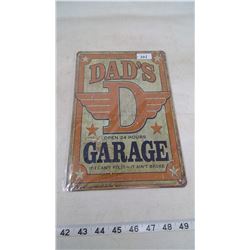 DAD'S
D
OPEN 24 HOURS
GARAGE
IF I CAN'T FIX IT - IT AIN'T BROKE
42 43 44 45 46 47 48 49